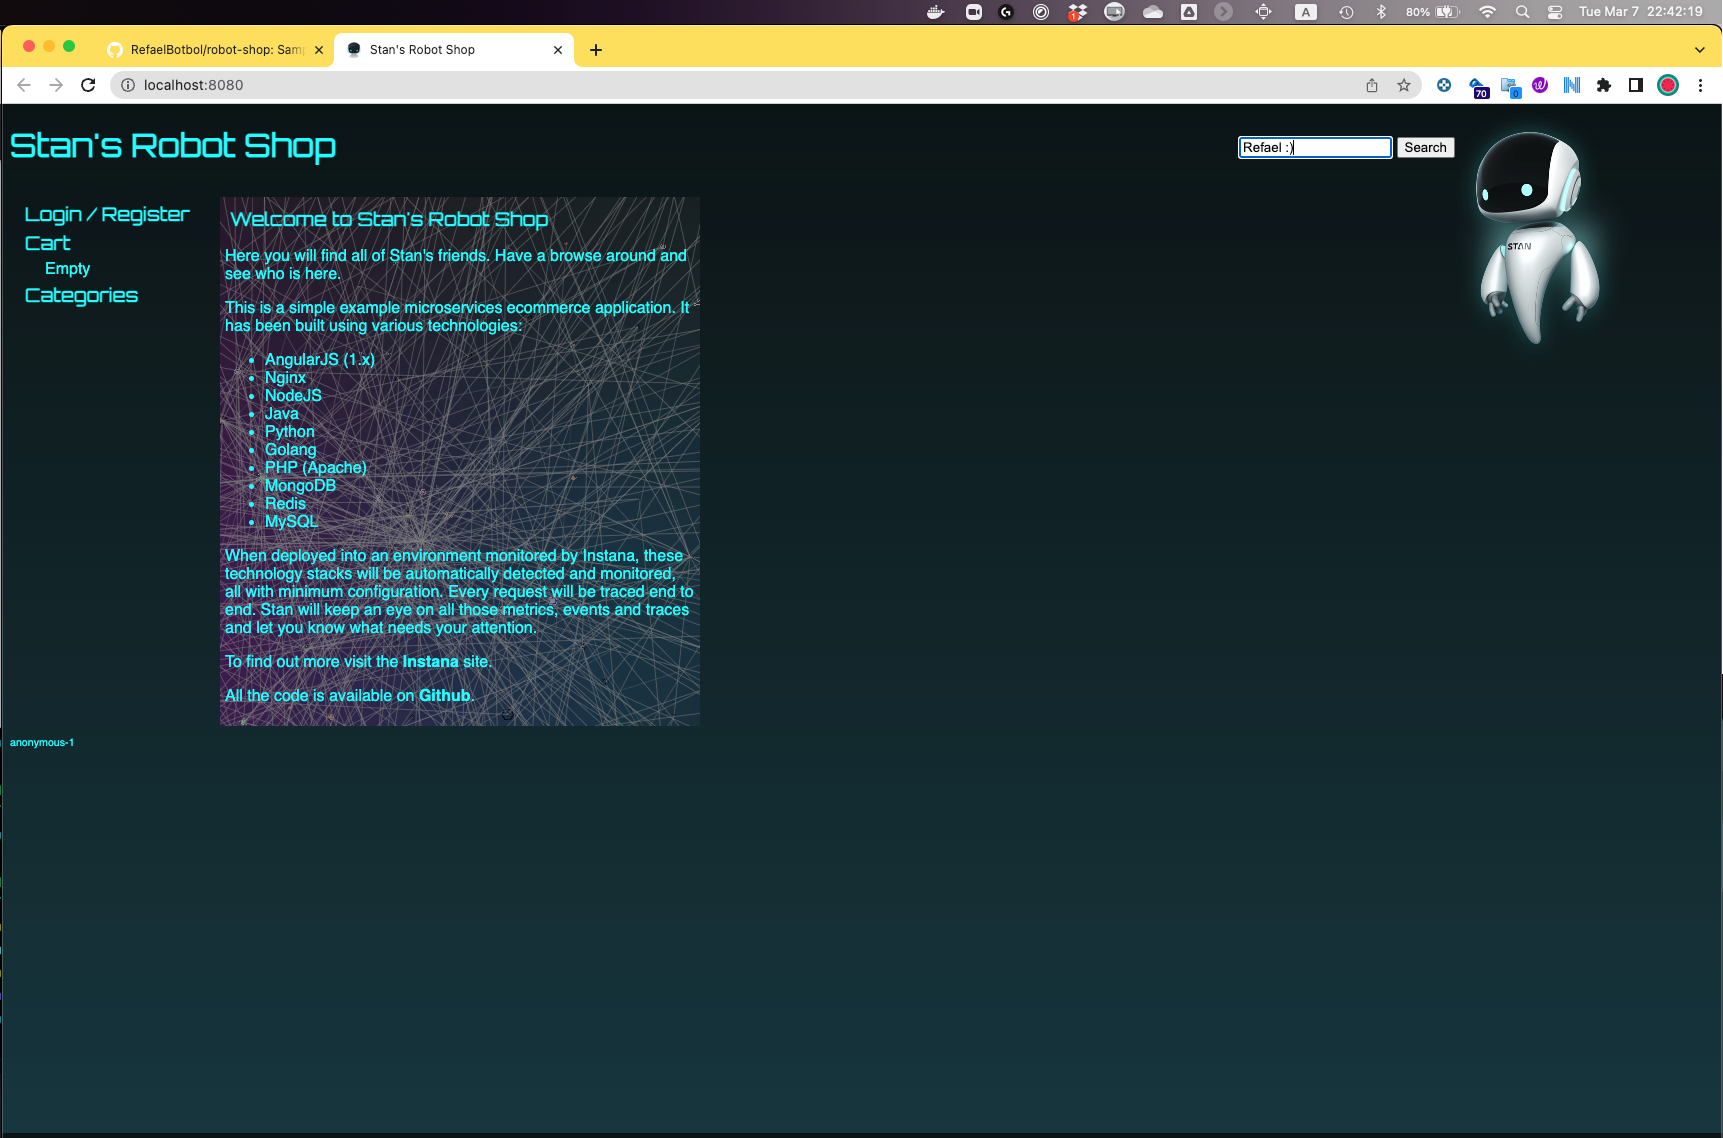 80%
A
Tue Mar 7 22:42:19
1
RefaelBotbol/robot-shop: Sam
Stan's Robot Shop
localhost:8080
70
0
Stan's Robot Shop
Refael :)
Search
STAN
Login / Register
Cart
Empty
Categories
Welcome to Stan's Robot Shop
Here you will find all of Stan's friends. Have a browse around and
see who is here.
This is a simple example microservices ecommerce application. It
has been built using various technologies:
AngularJS (1.x)
Nginx
NodeJS
Java
Python
Golang
PHP (Apache)
MongoDB
Redis
MySQL
When deployed into an environment monitored by Instana, these
technology stacks will be automatically detected and monitored,
all with minimum configuration. Every request will be traced end to
end. Stan will keep an eye on all those metrics, events and traces
and let you know what needs your attention.
To find out more visit the Instana site.
All the code is available on Github.
anonymous-1